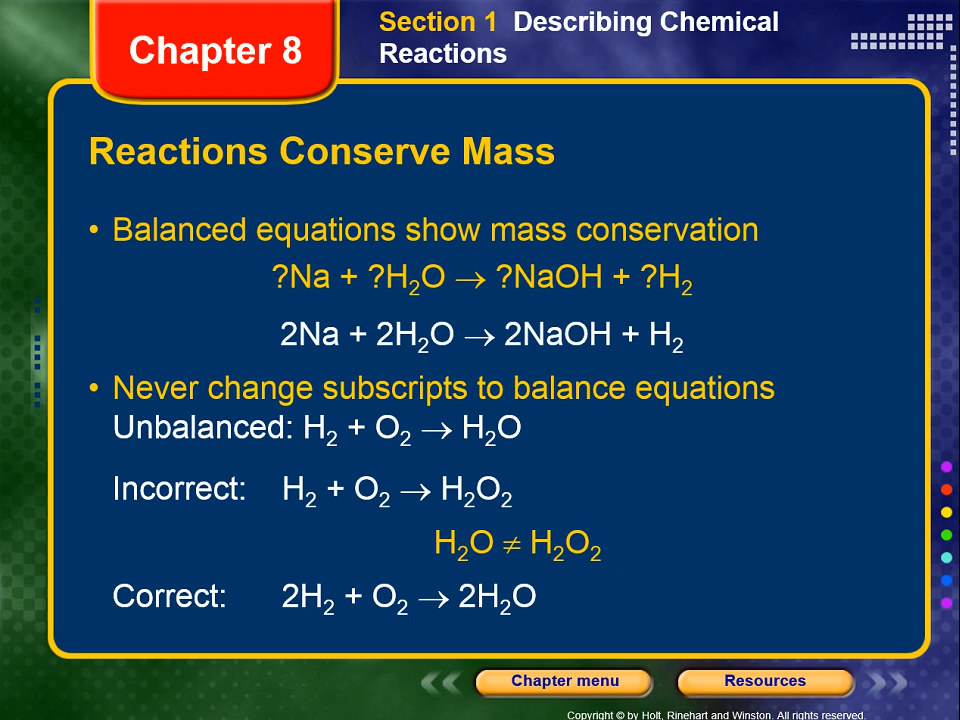 Chapter 8
Section 1 Describing Chemical
Reactions
Reactions Conserve Mass
• Balanced equations show mass conservation
?Na + ?H₂O → ?NaOH + ?H₂
2Na + 2H₂O → 2NaOH + H₂
• Never change subscripts to balance equations
Unbalanced: H₂ + O₂ → H₂O
Incorrect: H₂ + O₂ → H₂O₂
H₂O ≠ H₂O₂
Correct: 2H₂ + O₂ → 2H₂O
Chapter menu
Resources
Copyright © by Holt, Rinehart and Winston. All rights reserved.